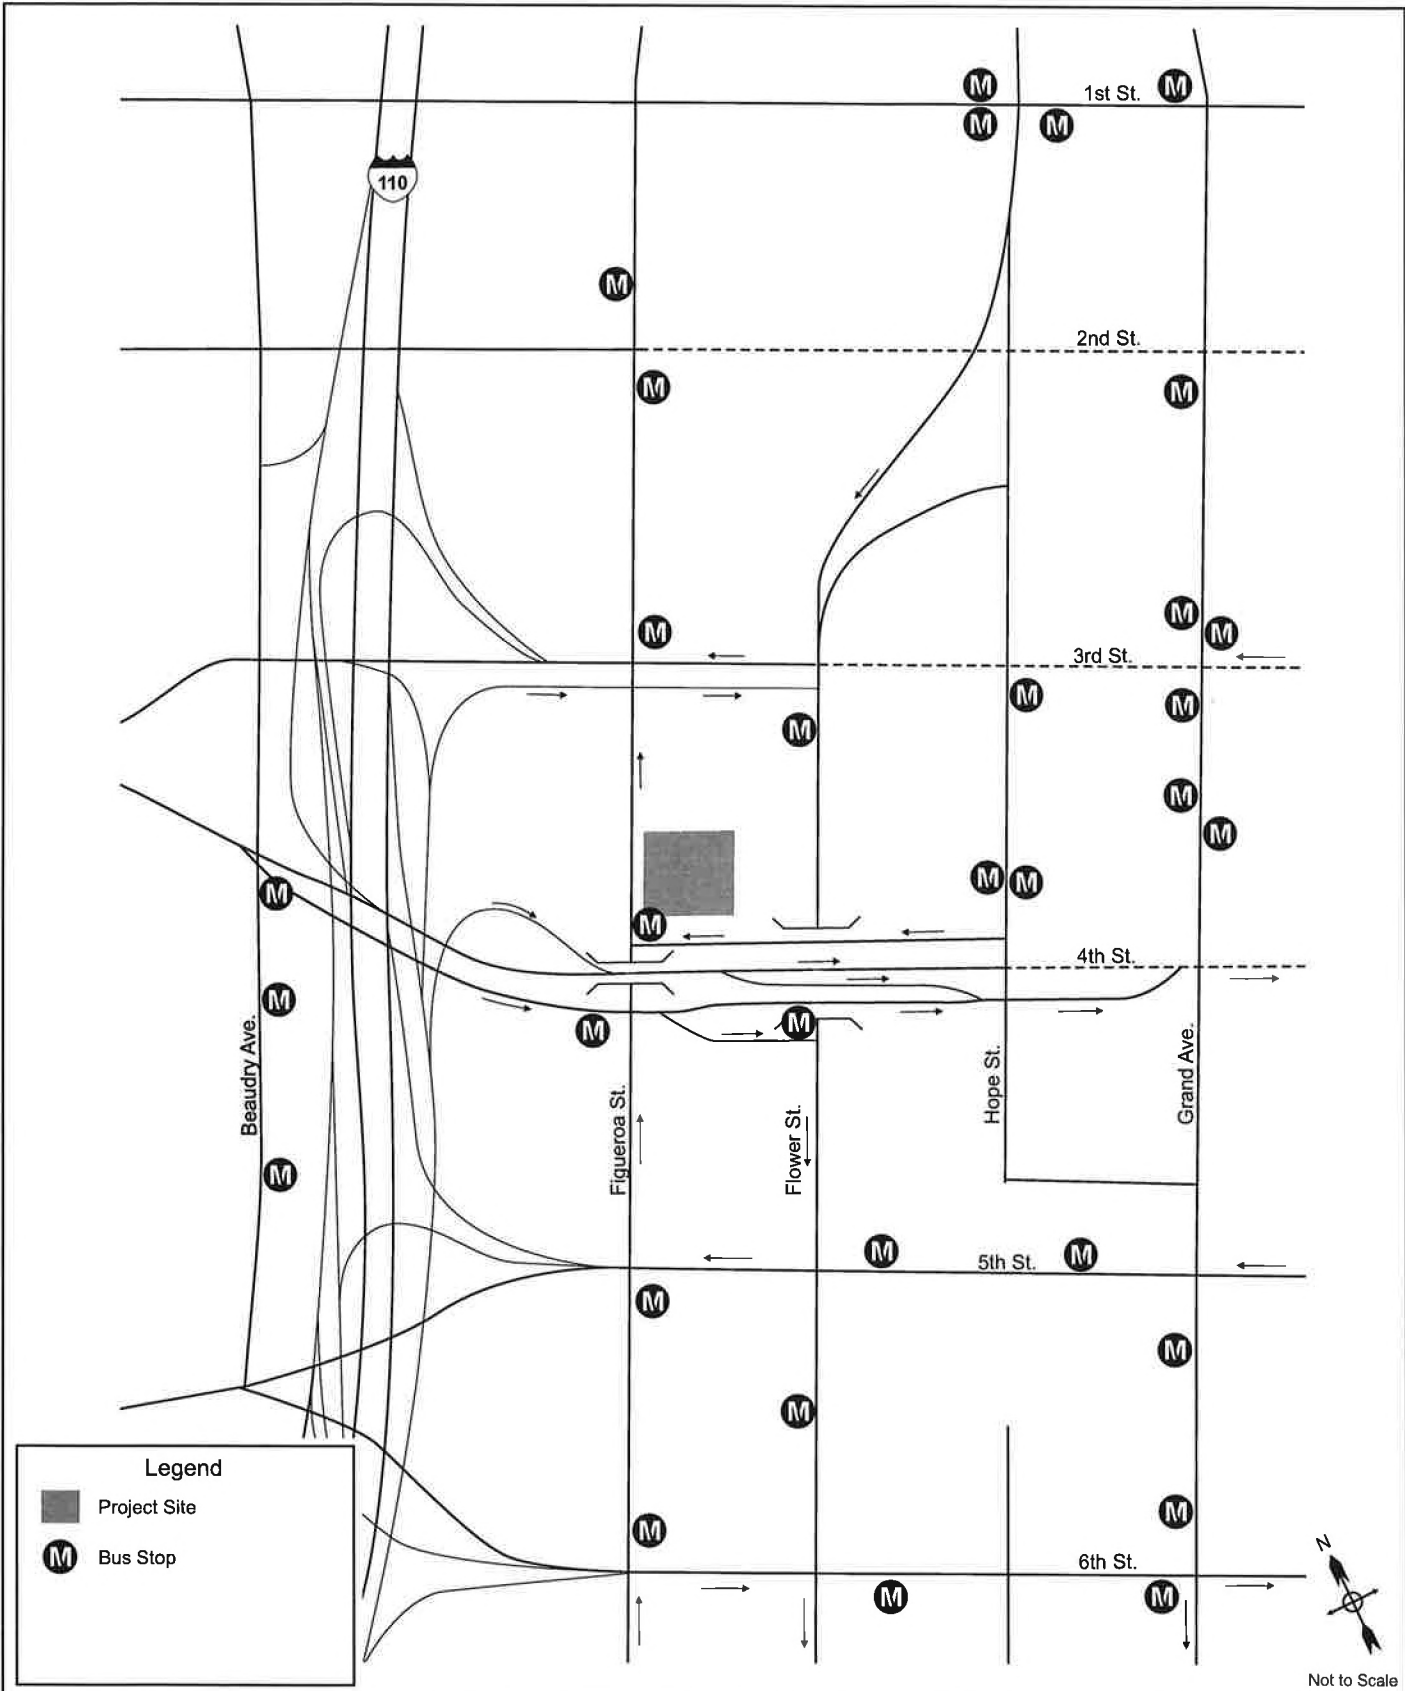 M
M
1st St.
M
M
110
M
2nd St.
M
M
M
M
M
3rd St.
M
M
M
M
M
M
M
M
M
M
4th St.
M
M
M
Beaudry Ave.
Figueroa St.
Flower St.
Hope St.
Grand Ave.
M
M
M
5th St.
M
M
M
M
M
6th St.
M
M
Legend
Project Site
M Bus Stop
N
Not to Scale